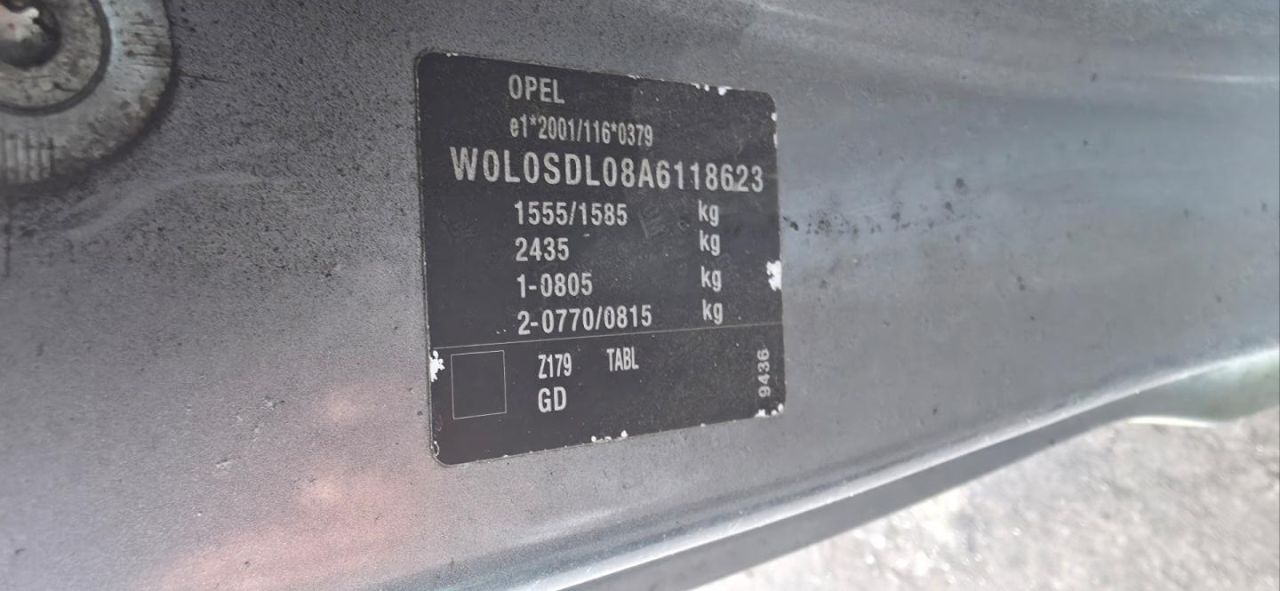 OPEL
e1*2001/116*0379
W0L0SDL08A6118623
1555/1585 kg
2435 kg
1-0805 kg
2-0770/0815 kg
Z179 TABL
GD
9436